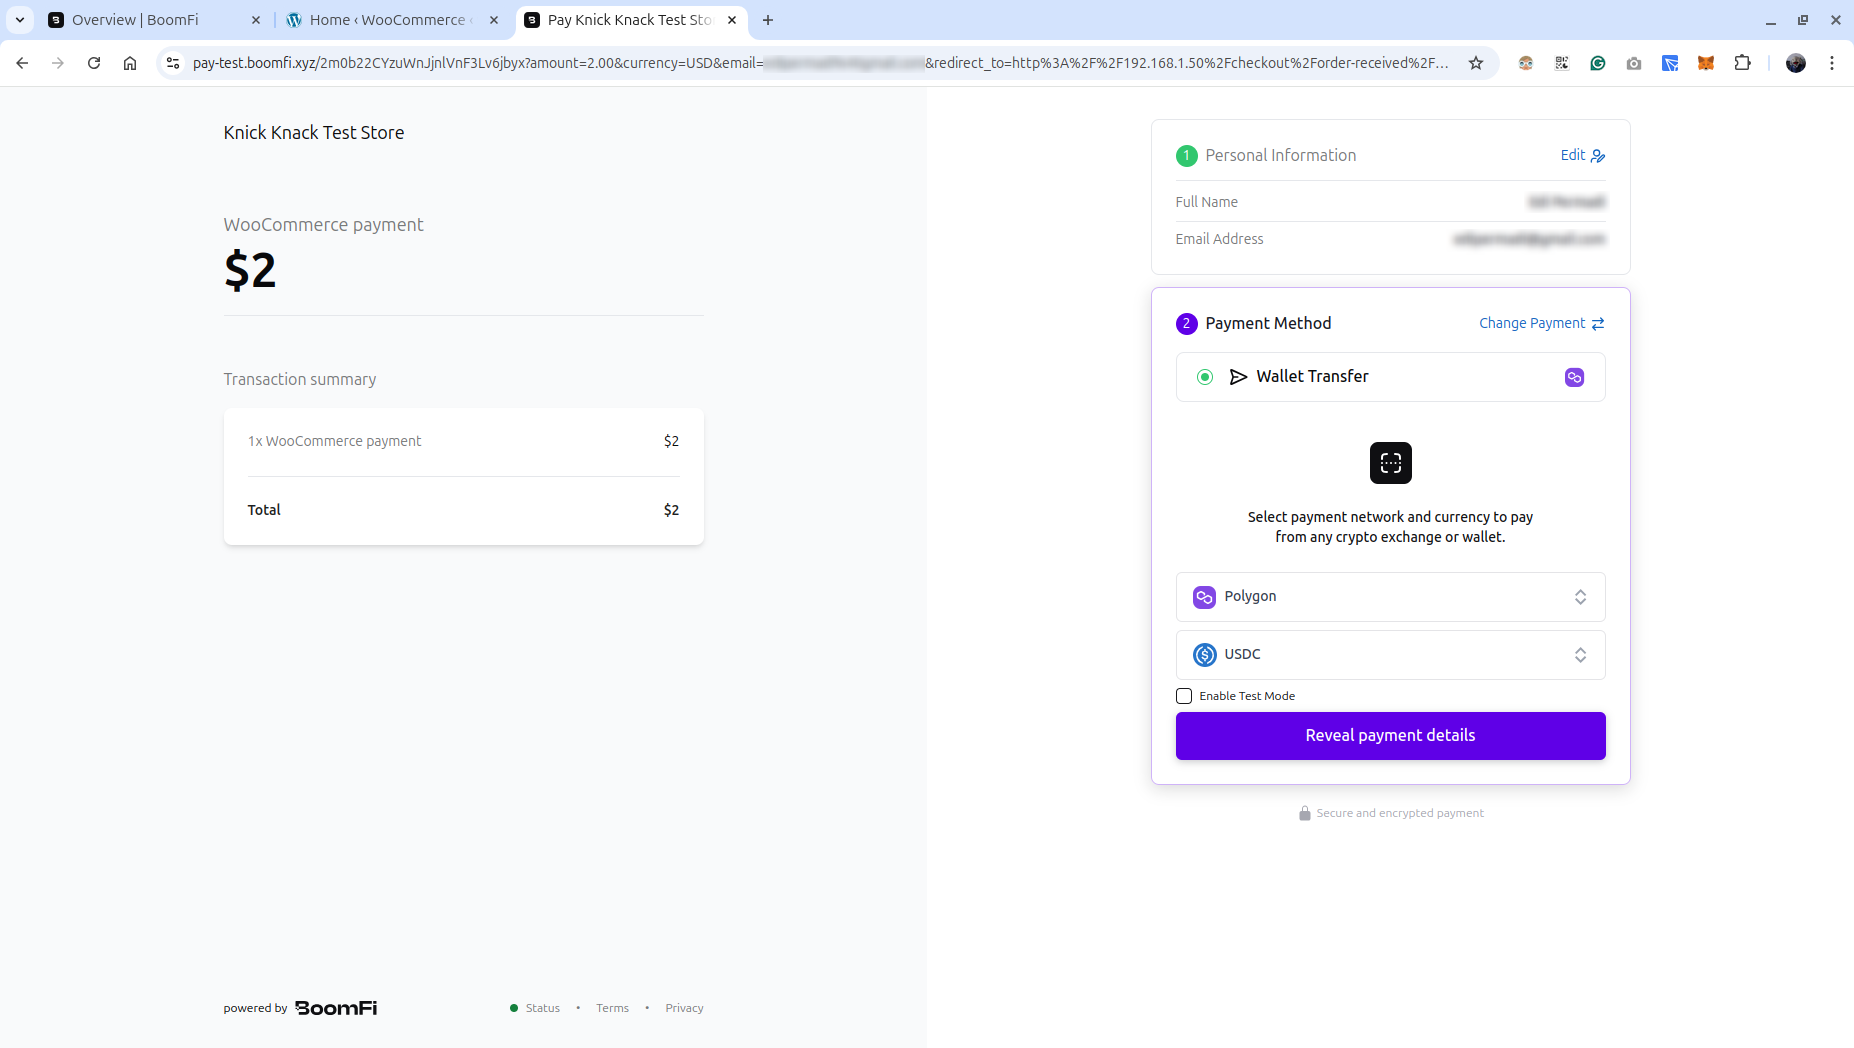 Overview | BoomFi
Home ‹ WooCommerce ‹
Pay Knick Knack Test Sto
pay-test.boomfi.xyz/2m0b22CYzuWnJjnlVnF3Lv6jbyx?amount=2.00&currency=USD&email=
&redirect_to=http%3A%2F%2F192.168.1.50%2Fcheckout%2Forder-received%2F...
Knick Knack Test Store
WooCommerce payment
$2
Transaction summary
1x WooCommerce payment $2
Total $2
powered by BoomFi
Status • Terms • Privacy
1 Personal Information Edit
Full Name
Email Address
2 Payment Method Change Payment
Wallet Transfer
Select payment network and currency to pay
from any crypto exchange or wallet.
Polygon
USDC
Enable Test Mode
Reveal payment details
Secure and encrypted payment